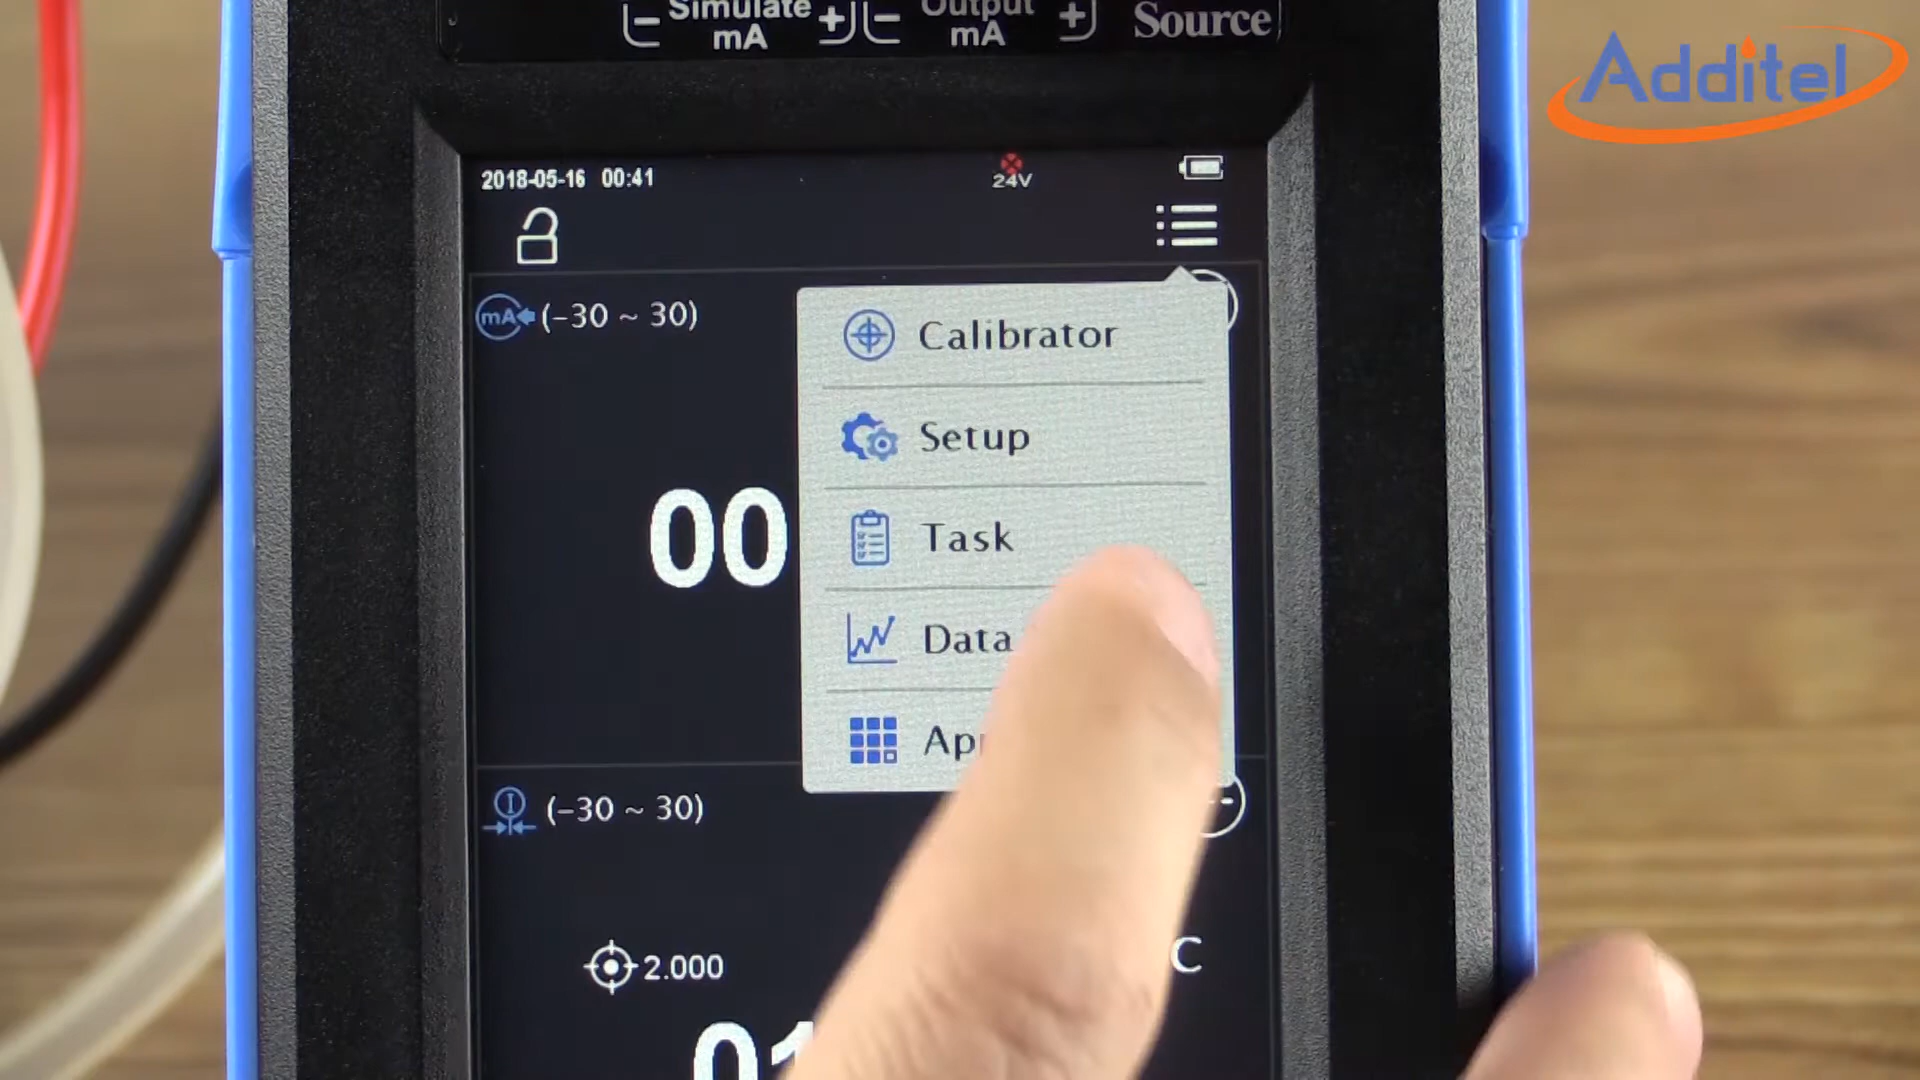 Simulate Output
mA mA Source
Additel
2018-05-16 00:41
24V
mA (-30 ~ 30)
Calibrator
Setup
Task
Data
00
(-30 ~ 30)
2.000
C
01